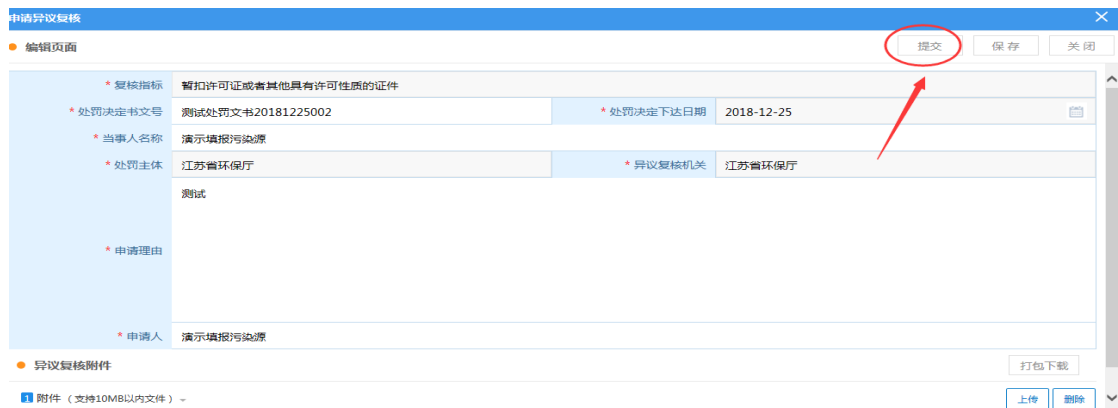 申请异议复核
编辑页面 提交 保存 关闭
* 复核指标 暂扣许可证或者其他具有许可性质的证件
* 处罚决定书文号 测试处罚文书20181225002 * 处罚决定下达日期 2018-12-25
* 当事人名称 演示填报污染源
* 处罚主体 江苏省环保厅 * 异议复核机关 江苏省环保厅
测试
* 申请理由
* 申请人 演示填报污染源
异议复核附件 打包下载
1 附件 (支持10MB以内文件) 上传 删除